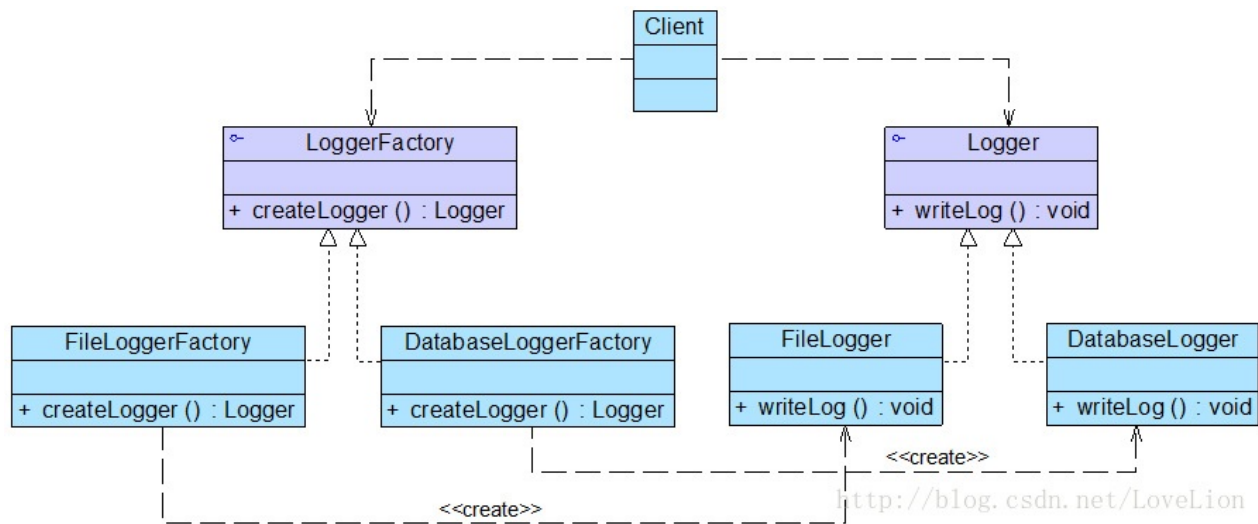 Client
LoggerFactory
+ createLogger () : Logger
Logger
+ writeLog () : void
FileLoggerFactory
+ createLogger () : Logger
DatabaseLoggerFactory
+ createLogger () : Logger
FileLogger
+ writeLog () : void
DatabaseLogger
+ writeLog () : void
<<create>>
<<create>>
http://blog.csdn.net/LoveLion